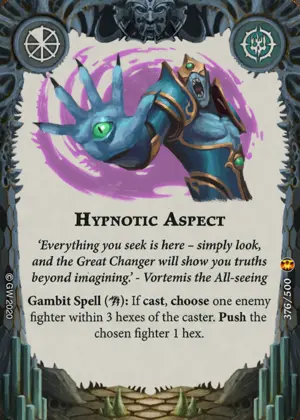 HYPNOTIC ASPECT
‘Everything you seek is here – simply look,
and the Great Changer will show you truths
beyond imagining.’ - Vortemis the All-seeing
Gambit Spell (): If cast, choose one enemy
fighter within 3 hexes of the caster. Push the
chosen fighter 1 hex.
© GW 2020
376/500